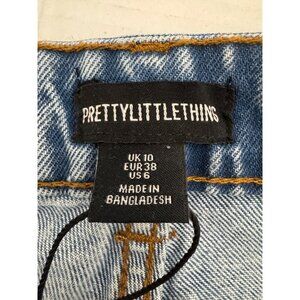 PRETTYLITTLETHING
UK 10
EUR 38
US 6
MADE IN
BANGLADESH